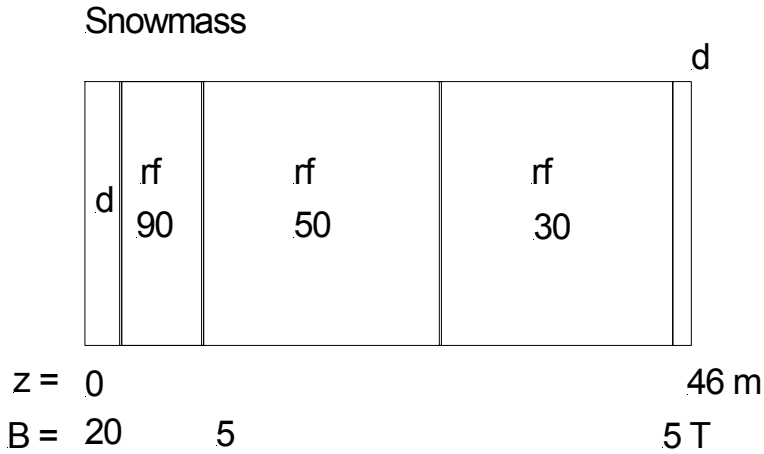 Snowmass
d
rf rf rf
d
90 50 30
z = 0 46 m
B = 20 5 5 T